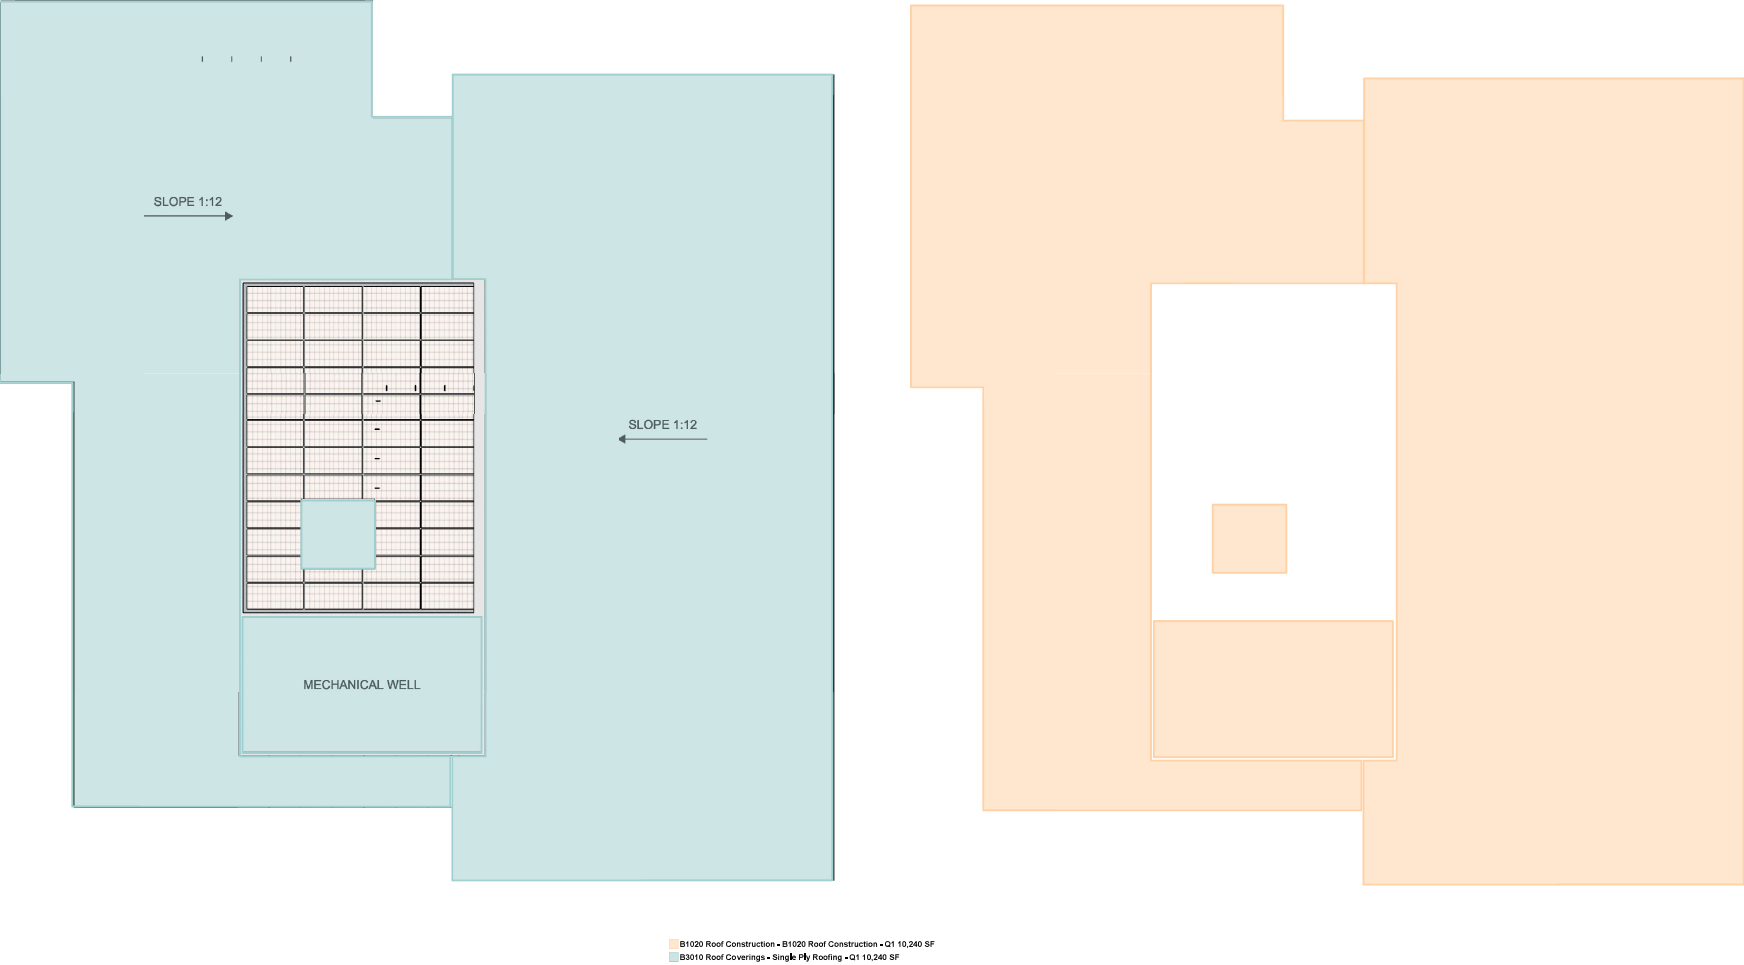 SLOPE 1:12
SLOPE 1:12
MECHANICAL WELL
B1020 Roof Construction - B1020 Roof Construction - Q1 10,240 SF
B3010 Roof Coverings - Single Ply Roofing - Q1 10,240 SF